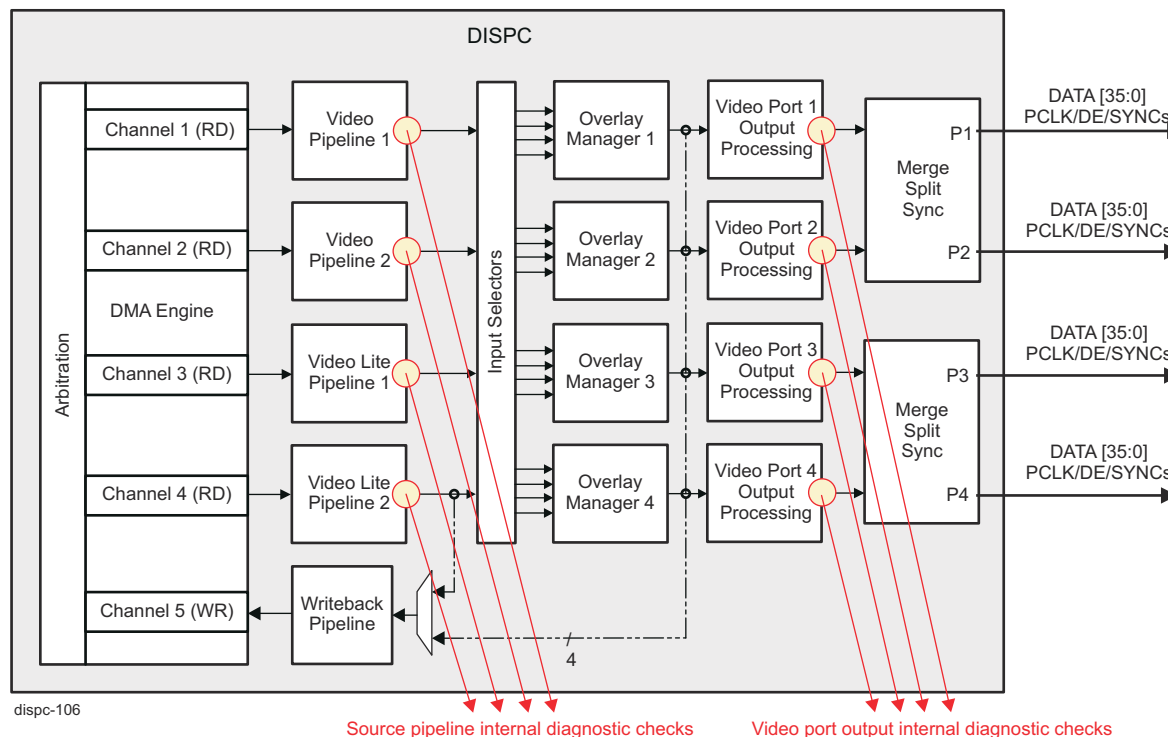 DISPC
Arbitration
Channel 1 (RD)
Channel 2 (RD)
DMA Engine
Channel 3 (RD)
Channel 4 (RD)
Channel 5 (WR)
Video
Pipeline 1
Video
Pipeline 2
Video Lite
Pipeline 1
Video Lite
Pipeline 2
Writeback
Pipeline
Input Selectors
Overlay
Manager 1
Overlay
Manager 2
Overlay
Manager 3
Overlay
Manager 4
4
Video Port 1
Output
Processing
Video Port 2
Output
Processing
Video Port 3
Output
Processing
Video Port 4
Output
Processing
P1
Merge
Split
Sync
P2
P3
Merge
Split
Sync
P4
DATA [35:0]
PCLK/DE/SYNCs
DATA [35:0]
PCLK/DE/SYNCs
DATA [35:0]
PCLK/DE/SYNCs
DATA [35:0]
PCLK/DE/SYNCs
dispc-106
Source pipeline internal diagnostic checks
Video port output internal diagnostic checks